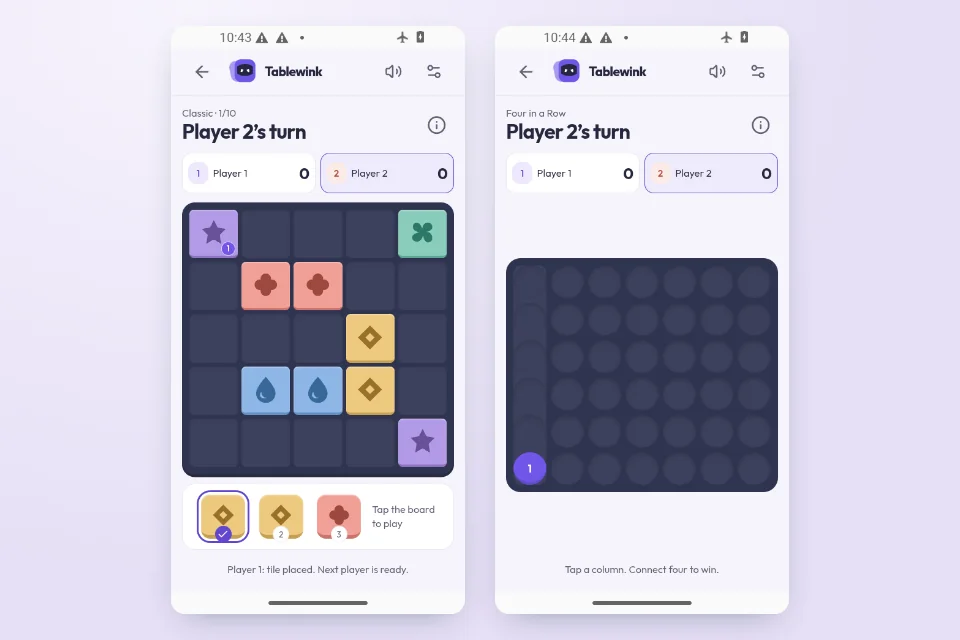 10:43
Tablewink
Classic · 1/10
Player 2’s turn
1 Player 1 0
2 Player 2 0
1
2
3
Tap the board
to play
Player 1: tile placed. Next player is ready.
10:44
Tablewink
Four in a Row
Player 2’s turn
1 Player 1 0
2 Player 2 0
1
Tap a column. Connect four to win.